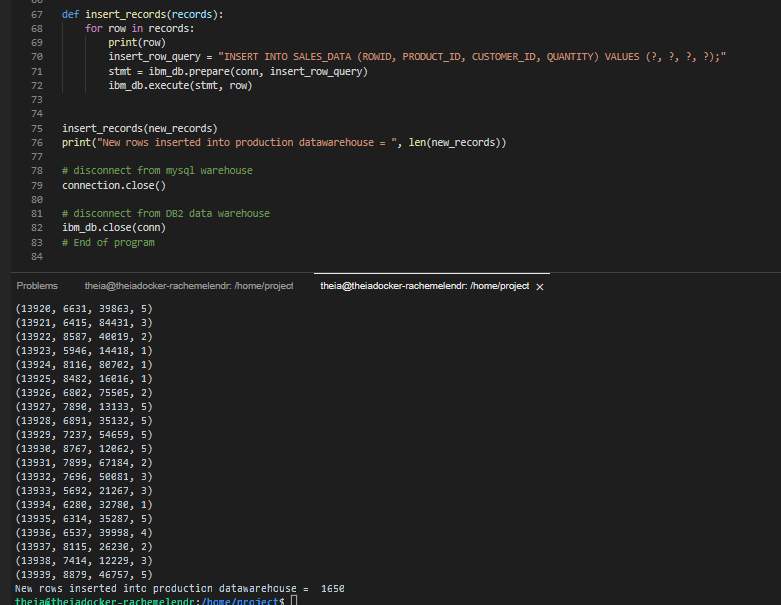 67 def insert_records(records):
68 for row in records:
69 print(row)
70 insert_row_query = "INSERT INTO SALES_DATA (ROWID, PRODUCT_ID, CUSTOMER_ID, QUANTITY) VALUES (?, ?, ?, ?);"
71 stmt = ibm_db.prepare(conn, insert_row_query)
72 ibm_db.execute(stmt, row)
73
74
75 insert_records(new_records)
76 print("New rows inserted into production datawarehouse = ", len(new_records))
77
78 # disconnect from mysql warehouse
79 connection.close()
80
81 # disconnect from DB2 data warehouse
82 ibm_db.close(conn)
83 # End of program
84
Problems theia@theiadocker-rachemelendr: /home/project theia@theiadocker-rachemelendr: /home/project ×
(13920, 6631, 39863, 5)
(13921, 6415, 84431, 3)
(13922, 8587, 40019, 2)
(13923, 5946, 14418, 1)
(13924, 8116, 80702, 1)
(13925, 8482, 16016, 1)
(13926, 6802, 75505, 2)
(13927, 7890, 13133, 5)
(13928, 6891, 35132, 5)
(13929, 7237, 54659, 5)
(13930, 8767, 12062, 5)
(13931, 7899, 67184, 2)
(13932, 7696, 50081, 3)
(13933, 5692, 21267, 3)
(13934, 6280, 32780, 1)
(13935, 6314, 35287, 5)
(13936, 6537, 39998, 4)
(13937, 8115, 26230, 2)
(13938, 7414, 12229, 3)
(13939, 8879, 46757, 5)
New rows inserted into production datawarehouse =  1650
theia@theiadocker-rachemelendr:/home/project$